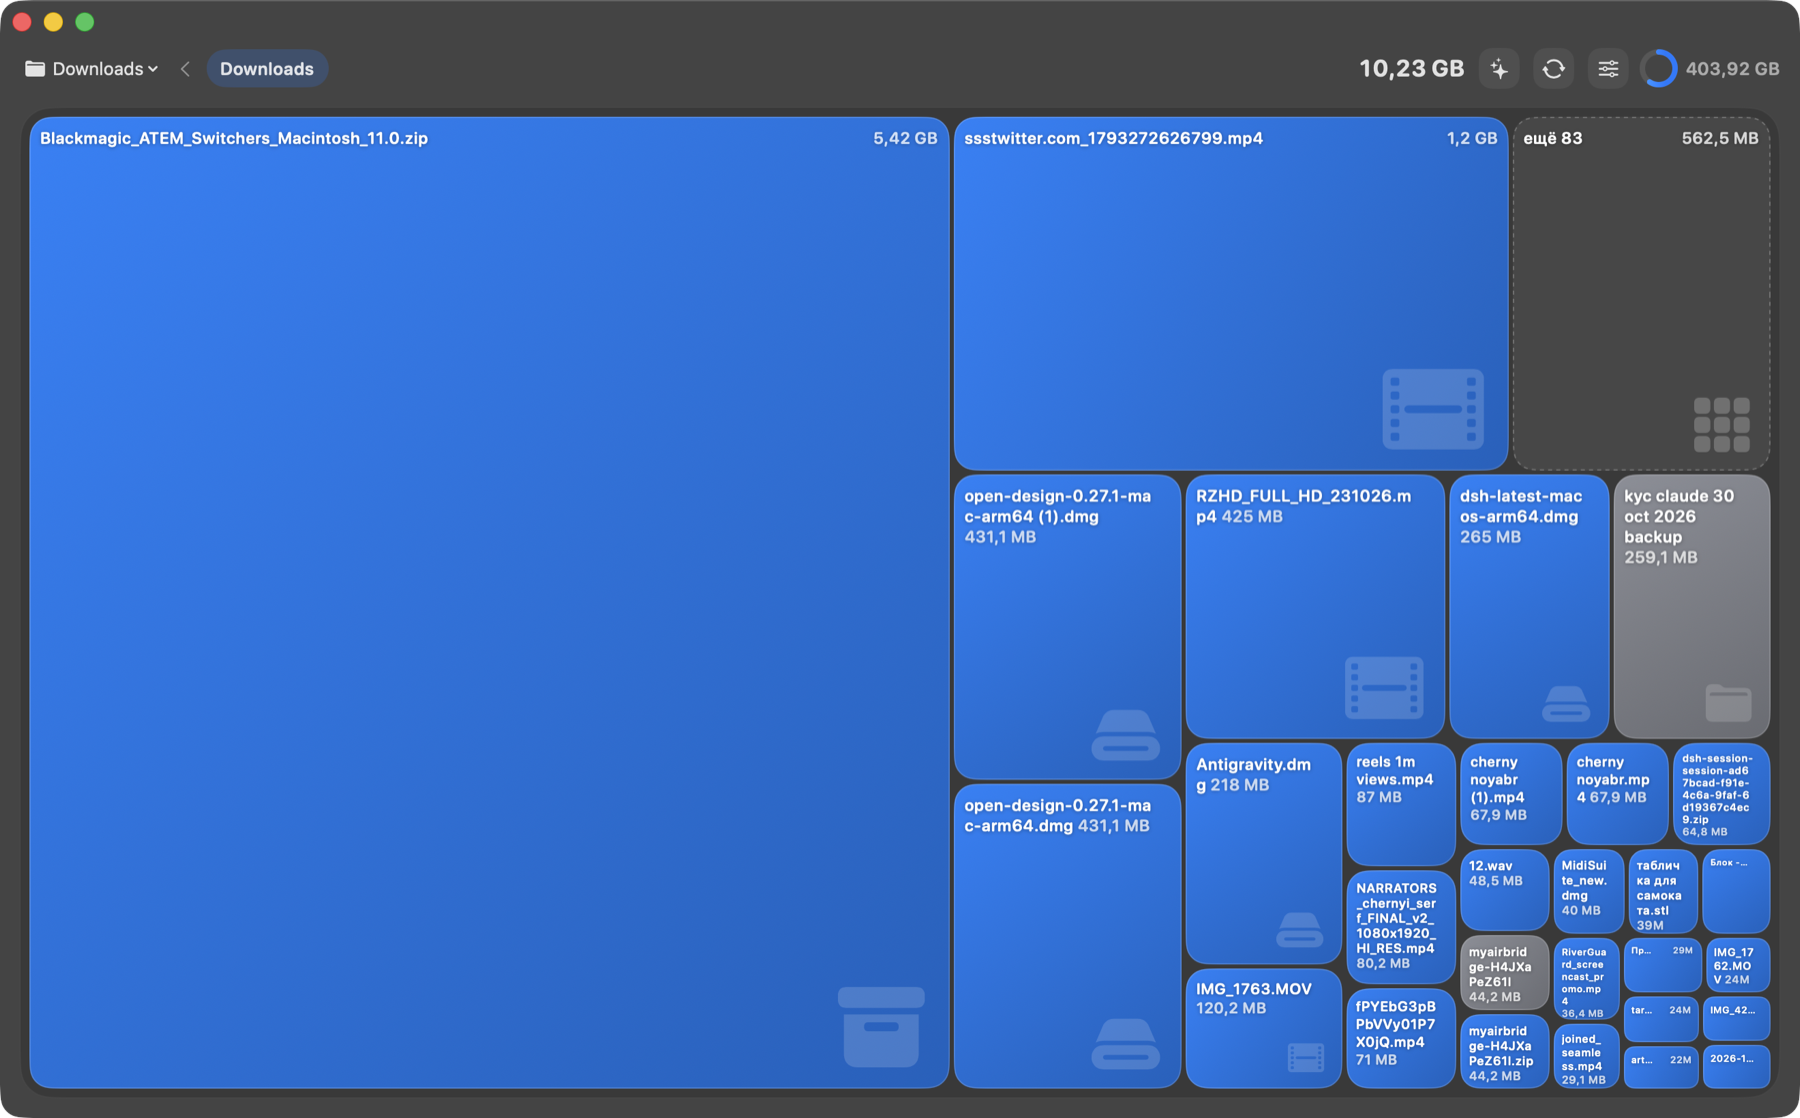 Downloads
Downloads
10,23 GB
403,92 GB
Blackmagic_ATEM_Switchers_Macintosh_11.0.zip
5,42 GB
ssstwitter.com_1793272626799.mp4
1,2 GB
ещё 83
562,5 MB
open-design-0.27.1-ma
c-arm64 (1).dmg
431,1 MB
RZHD_FULL_HD_231026.m
p4 425 MB
dsh-latest-mac
os-arm64.dmg
265 MB
kyc claude 30
oct 2026
backup
259,1 MB
open-design-0.27.1-ma
c-arm64.dmg 431,1 MB
Antigravity.dm
g 218 MB
IMG_1763.MOV
120,2 MB
reels 1m
views.mp4
87 MB
NARRATORS
_chernyi_ser
f_FINAL_v2_
1080x1920_
HI_RES.mp4
80,2 MB
fPYEbG3pB
PbVVy01P7
X0jQ.mp4
71 MB
cherny
noyabr
(1).mp4
67,9 MB
cherny
noyabr.mp
4 67,9 MB
dsh-session-
session-ad6
7bcad-f91e-
4c6a-9faf-6
d19367c4ec
9.zip
64,8 MB
12.wav
48,5 MB
MidiSui
te_new.
dmg
40 MB
таблич
ка для
самока
та.stl
39M
Блок -...
myairbrid
ge-H4JXa
PeZ61l
44,2 MB
RiverGua
rd_scree
ncast_pr
omo.mp
4
36,4 MB
Пр...
29M
IMG_17
62.MO
V 24M
tar...
24M
IMG_42...
myairbrid
ge-H4JXa
PeZ61l.zip
44,2 MB
joined_
seamle
ss.mp4
29,1 MB
art...
22M
2026-1...